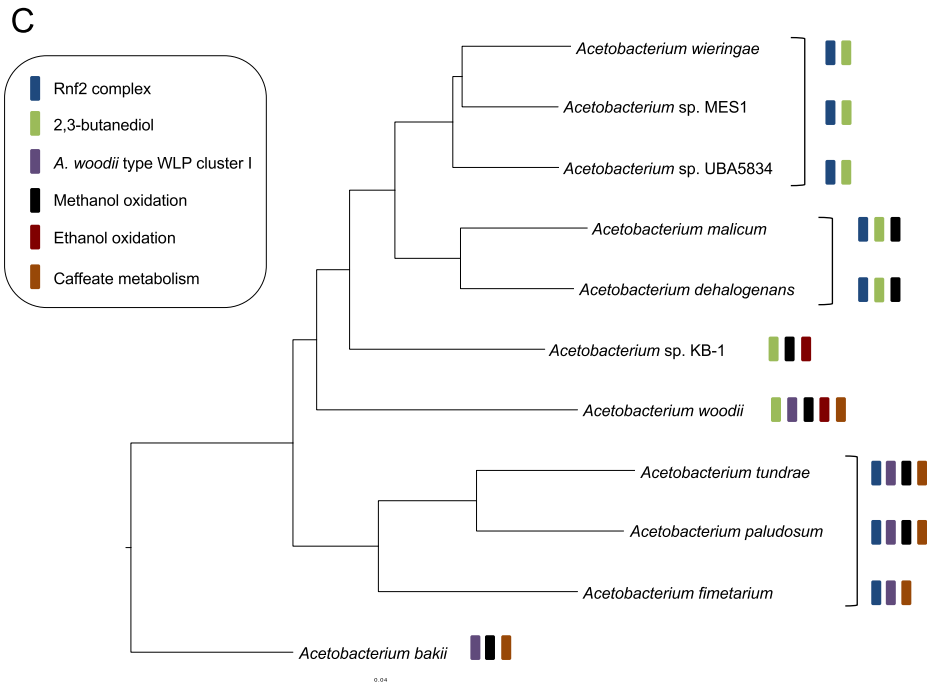 C
Rnf2 complex
2,3-butanediol
A. woodii type WLP cluster I
Methanol oxidation
Ethanol oxidation
Caffeate metabolism
Acetobacterium wieringae
Acetobacterium sp. MES1
Acetobacterium sp. UBA5834
Acetobacterium malicum
Acetobacterium dehalogenans
Acetobacterium sp. KB-1
Acetobacterium woodii
Acetobacterium tundrae
Acetobacterium paludosum
Acetobacterium fimetarium
Acetobacterium bakii
0.04